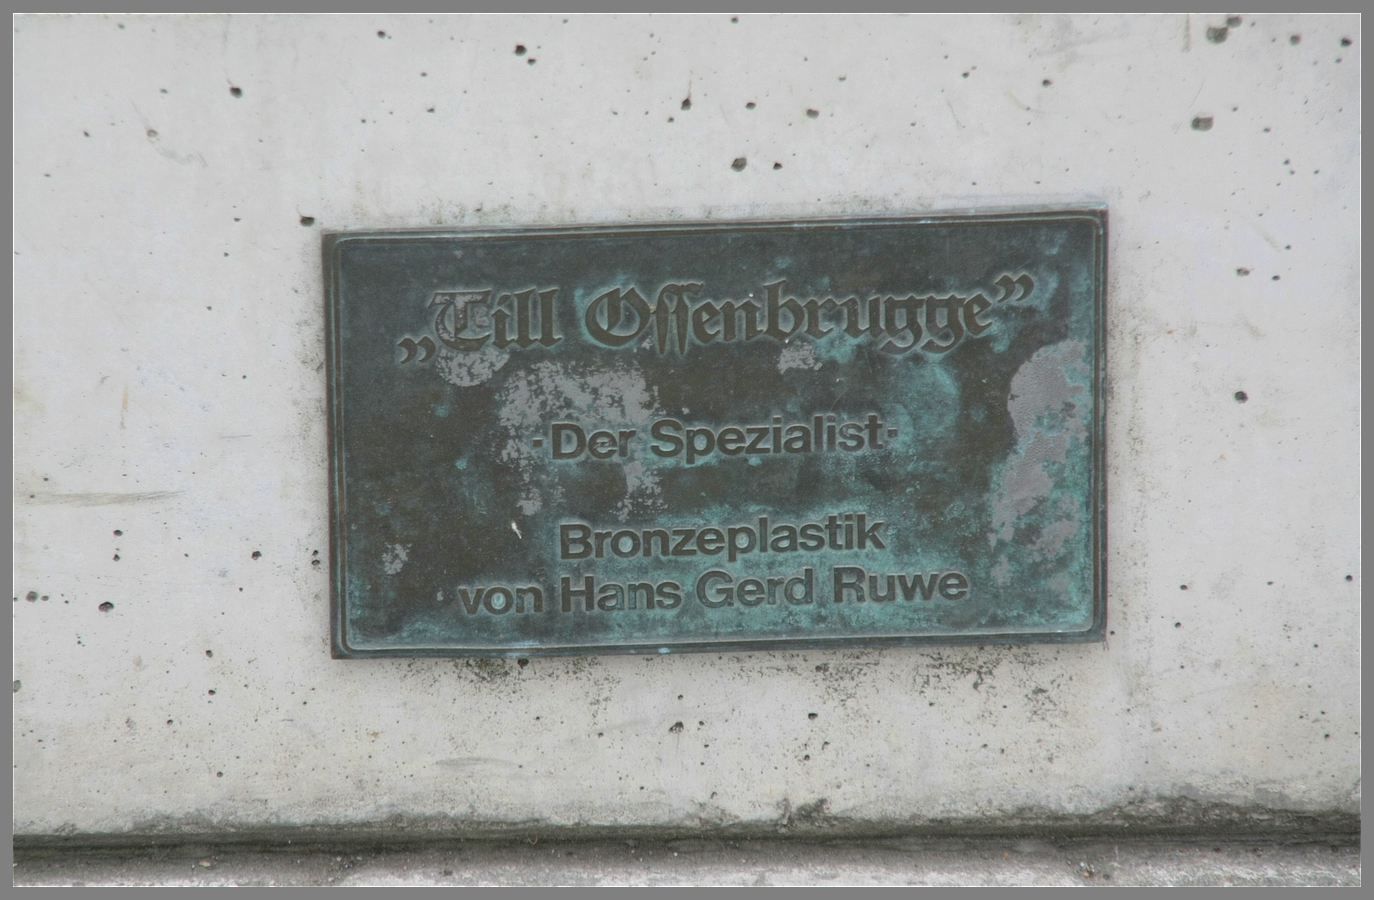 „Till Ossenbrugge”
·Der Spezialist·
Bronzeplastik
von Hans Gerd Ruwe